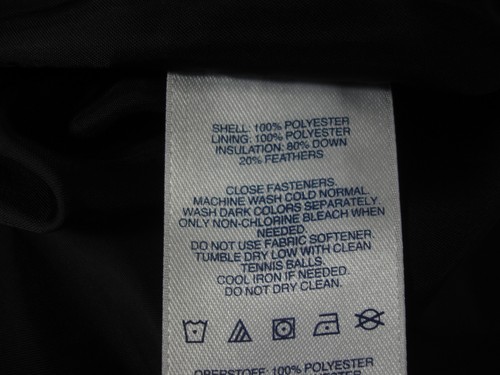 SHELL: 100% POLYESTER
LINING: 100% POLYESTER
INSULATION: 80% DOWN
20% FEATHERS
CLOSE FASTENERS.
MACHINE WASH COLD NORMAL.
WASH DARK COLORS SEPARATELY.
ONLY NON-CHLORINE BLEACH WHEN
NEEDED.
DO NOT USE FABRIC SOFTENER.
TUMBLE DRY LOW WITH CLEAN
TENNIS BALLS.
COOL IRON IF NEEDED.
DO NOT DRY CLEAN.
OBERSTOFF: 100% POLYESTER